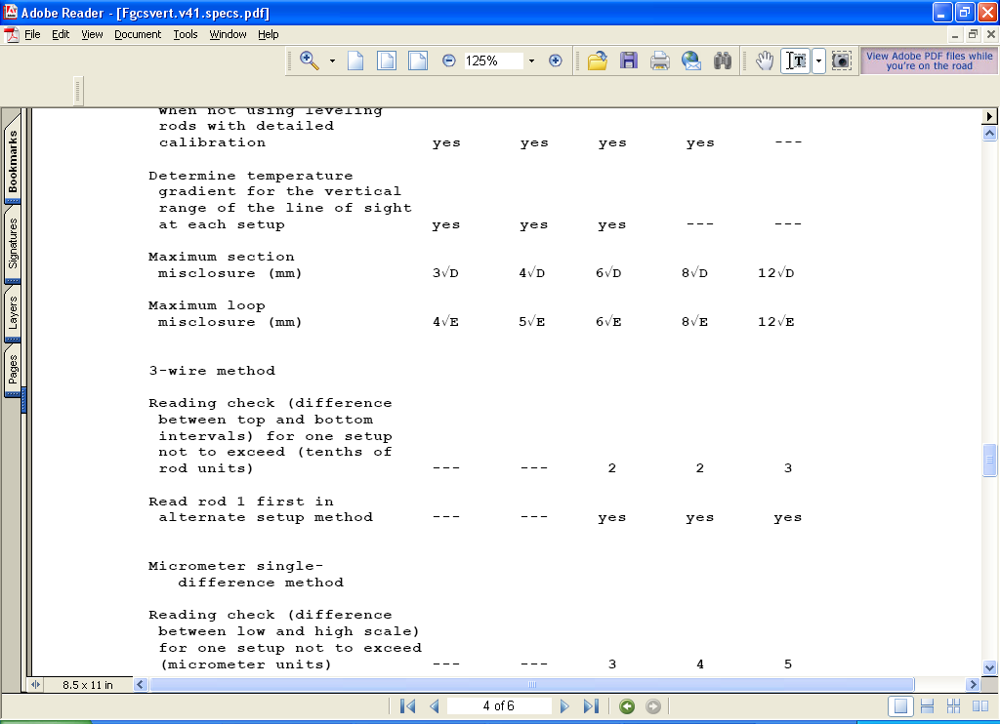 Adobe Reader - [Fgcsvert.v41.specs.pdf]
File Edit View Document Tools Window Help
125%
View Adobe PDF files while
you're on the road
Bookmarks
Signatures
Layers
Pages
when not using leveling
rods with detailed
calibration yes yes yes yes ---
Determine temperature
gradient for the vertical
range of the line of sight
at each setup yes yes yes --- ---
Maximum section
misclosure (mm) 3√D 4√D 6√D 8√D 12√D
Maximum loop
misclosure (mm) 4√E 5√E 6√E 8√E 12√E
3-wire method
Reading check (difference
between top and bottom
intervals) for one setup
not to exceed (tenths of
rod units) --- --- 2 2 3
Read rod 1 first in
alternate setup method --- --- yes yes yes
Micrometer single-
difference method
Reading check (difference
between low and high scale)
for one setup not to exceed
(micrometer units) --- --- 3 4 5
8.5 x 11 in
4 of 6